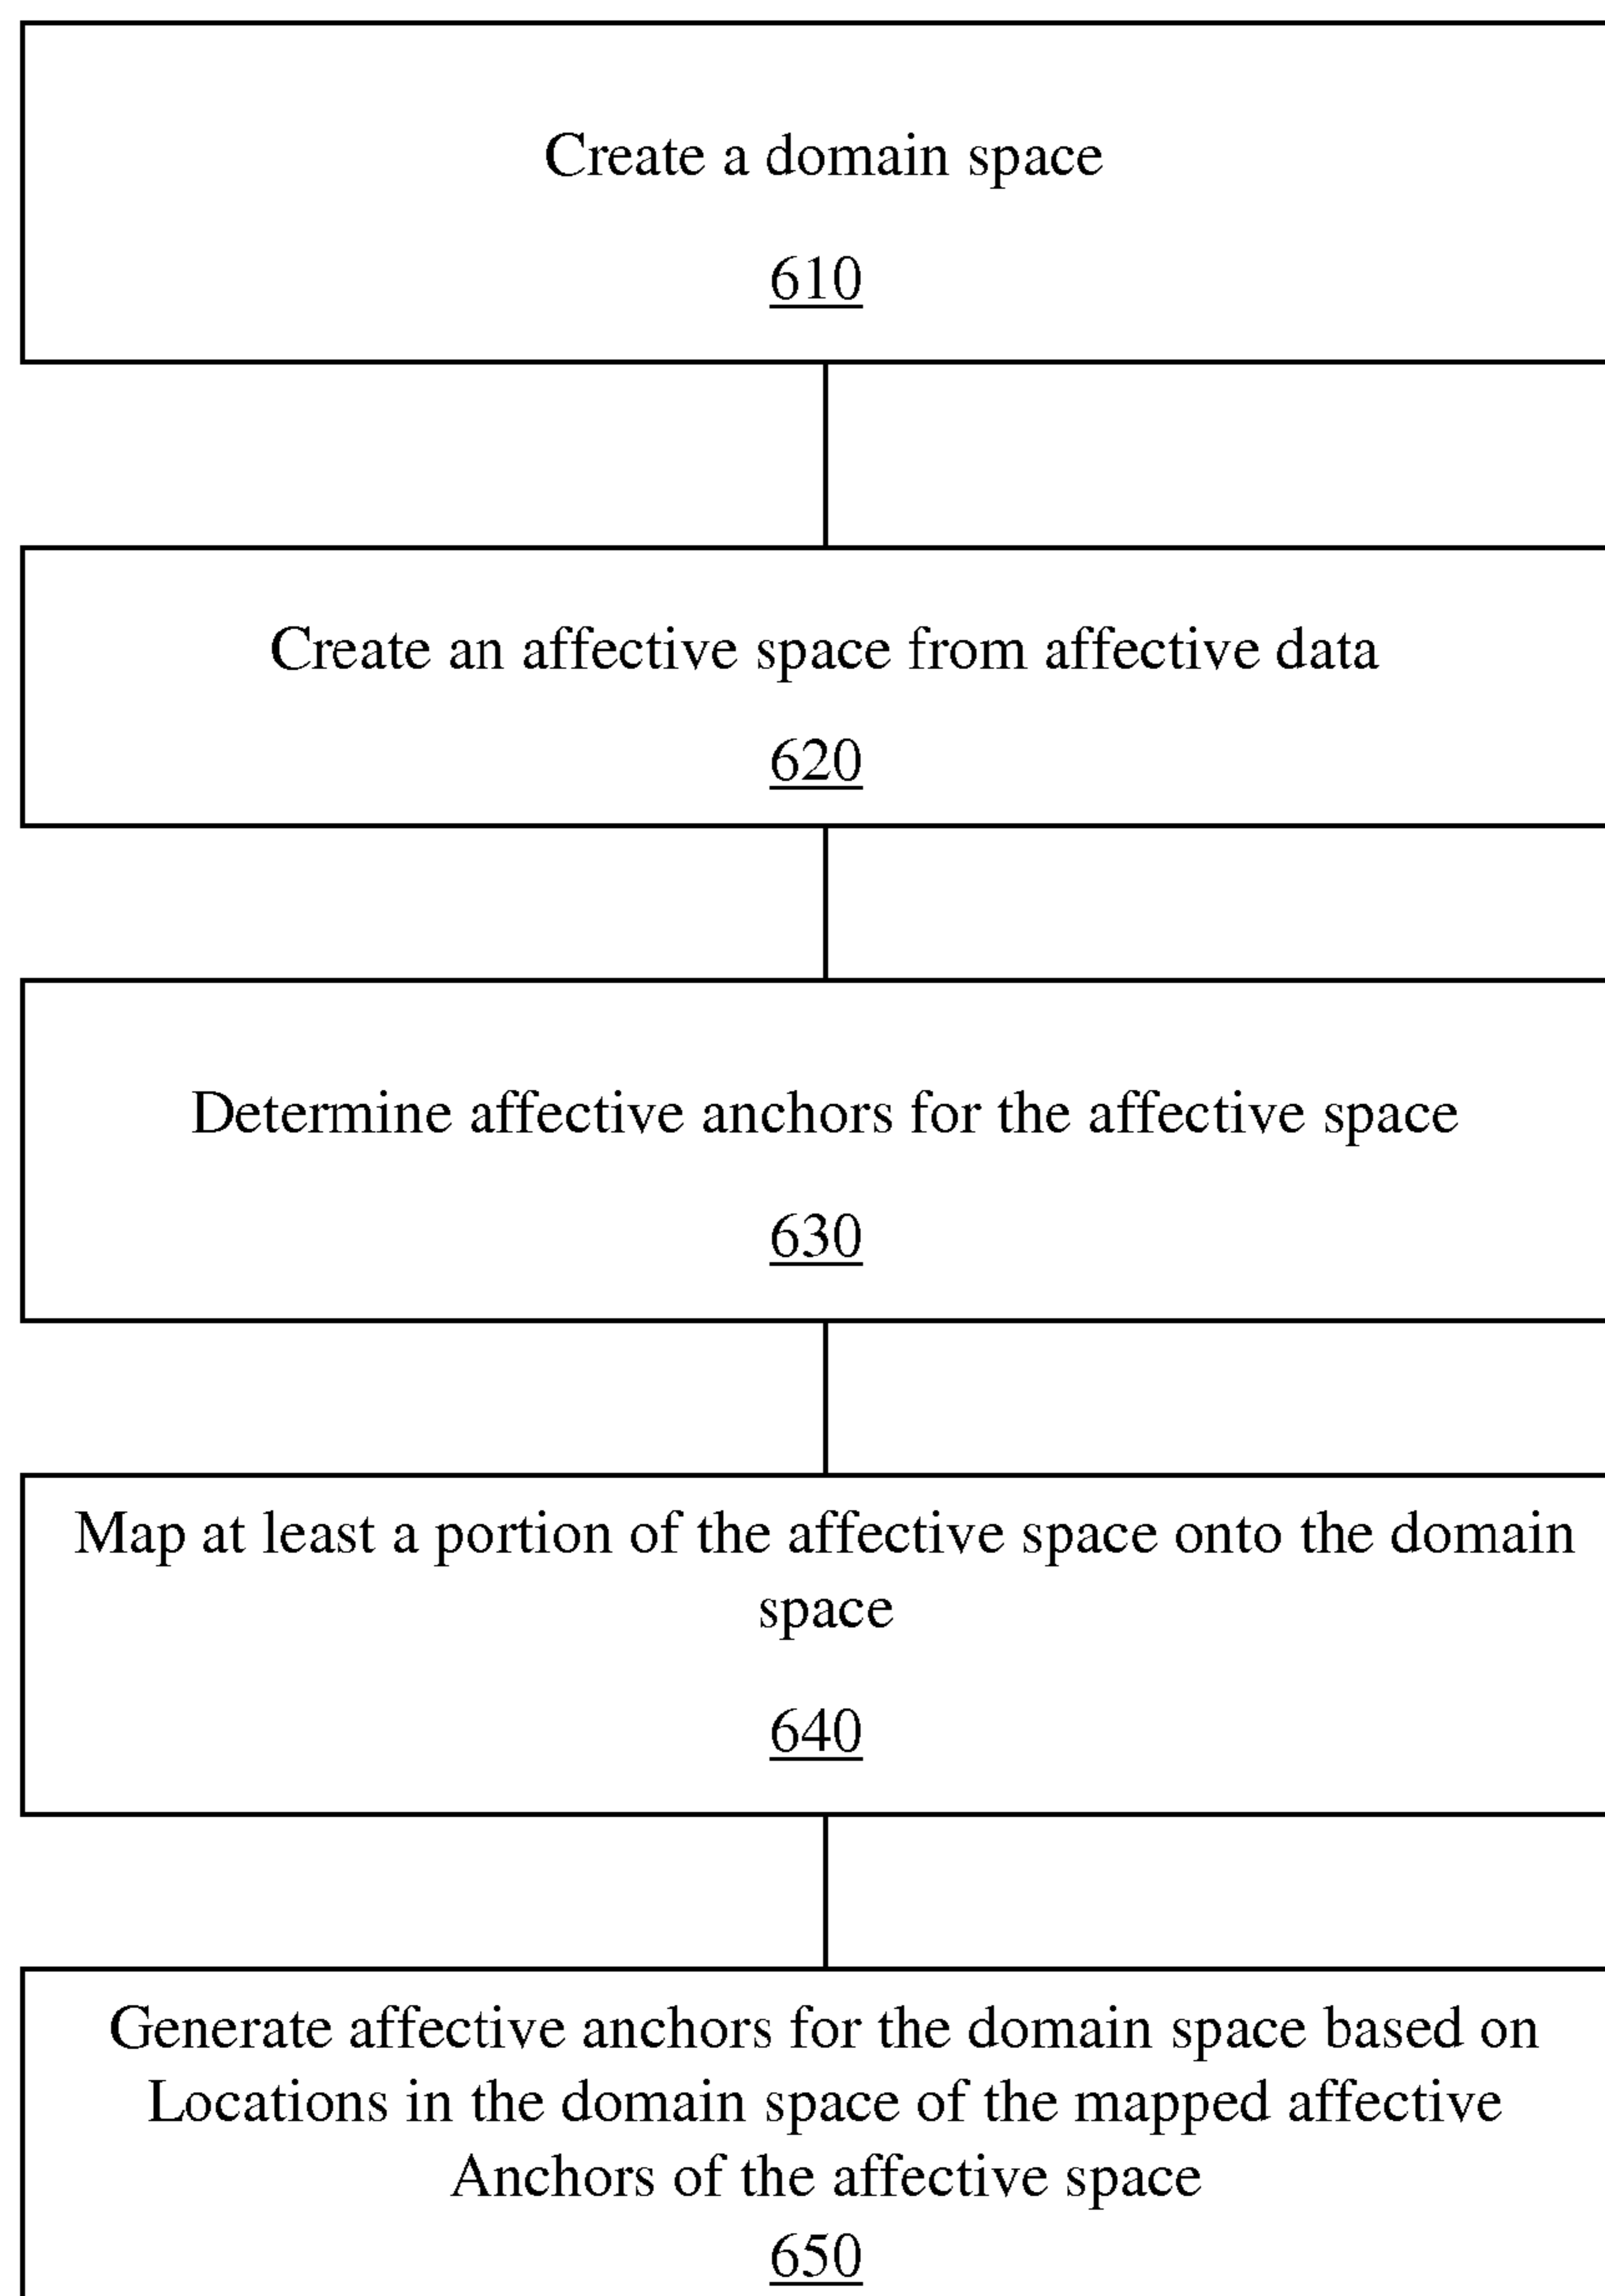 Create a domain space
610
Create an affective space from affective data
620
Determine affective anchors for the affective space
630
Map at least a portion of the affective space onto the domain
space
640
Generate affective anchors for the domain space based on
Locations in the domain space of the mapped affective
Anchors of the affective space
650